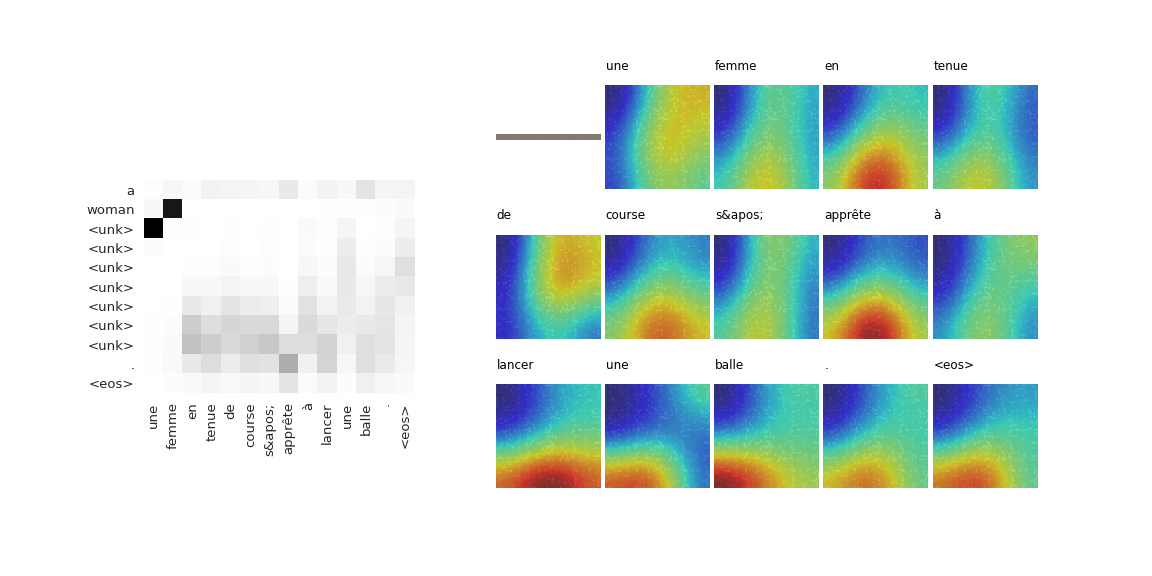 a
woman
<unk>
<unk>
<unk>
<unk>
<unk>
<unk>
<unk>
.
<eos>
une
femme
en
tenue
de
course
s&apos;
apprête
à
lancer
une
balle
.
<eos>
une femme en tenue
de course s&apos; apprête à
lancer une balle . <eos>